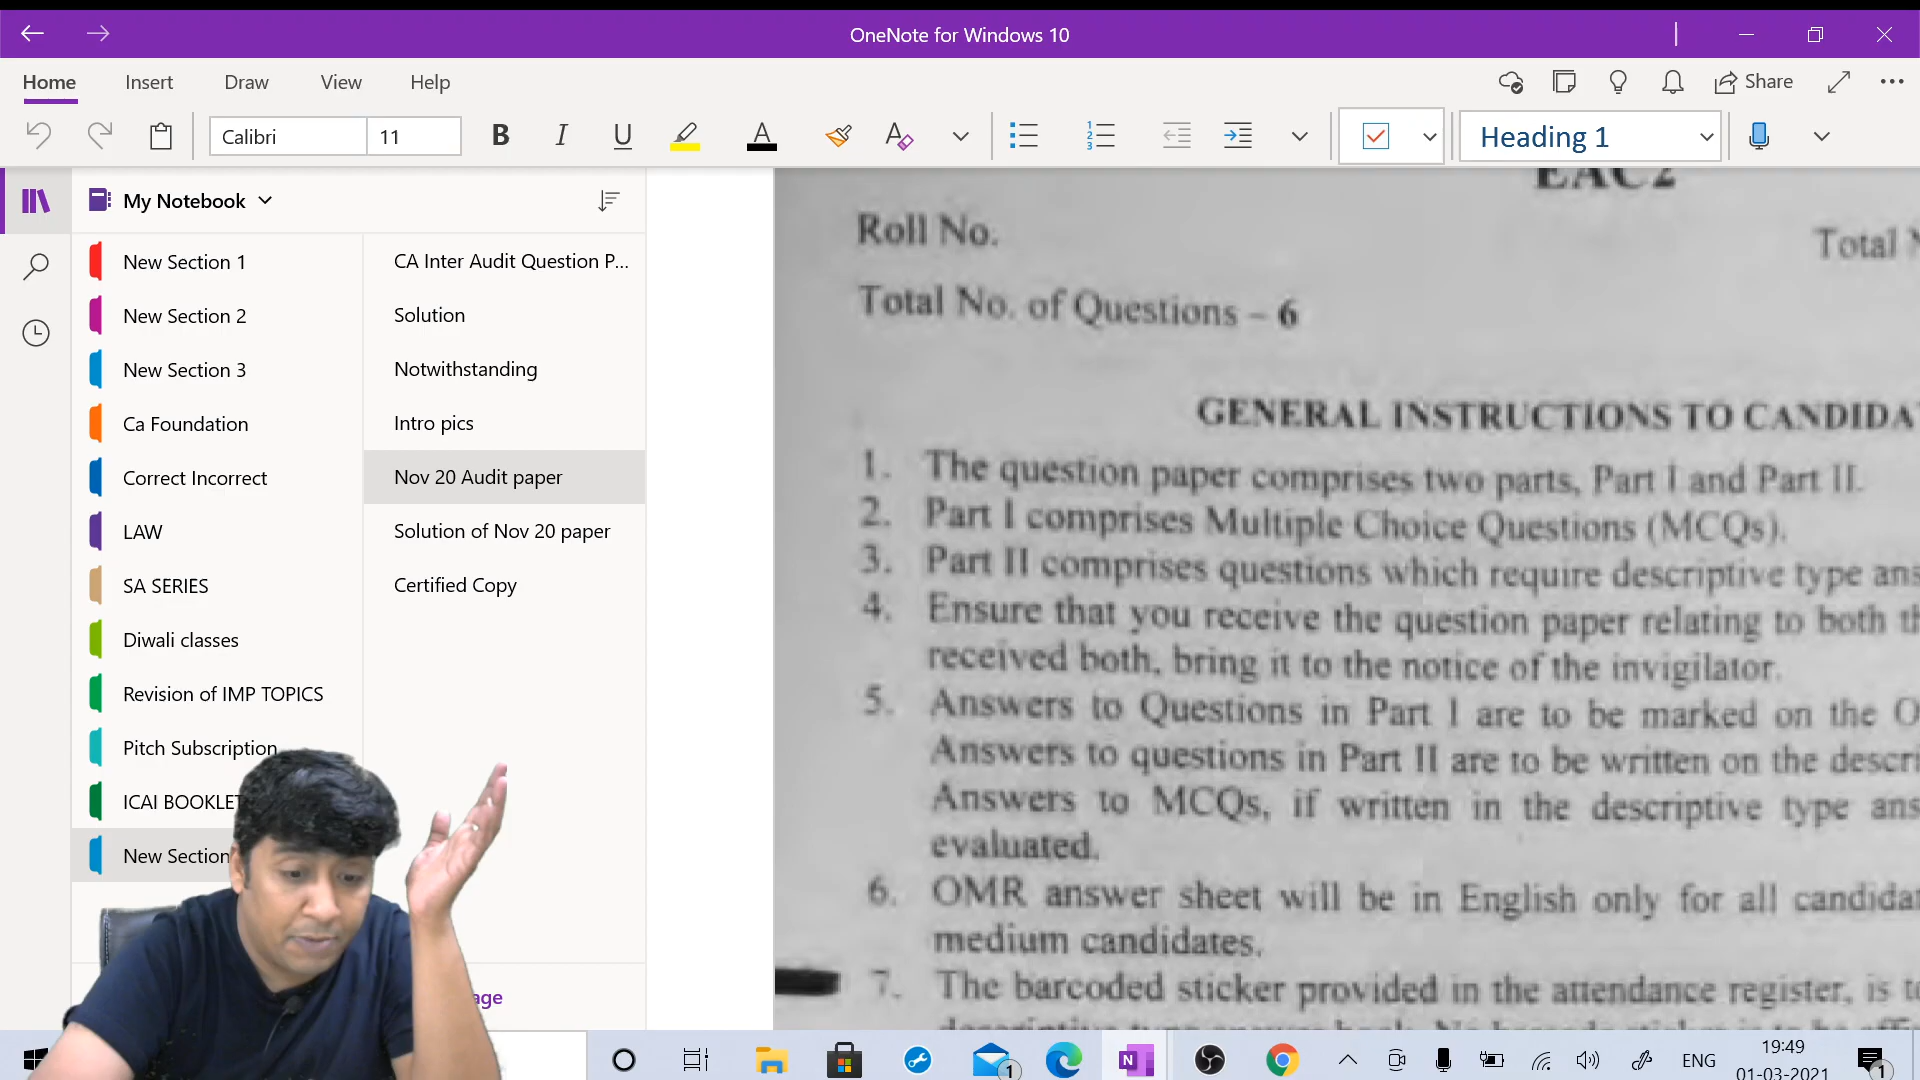 OneNote for Windows 10
Home Insert Draw View Help
Share
Calibri 11 B I U A A Heading 1
My Notebook
New Section 1
New Section 2
New Section 3
Ca Foundation
Correct Incorrect
LAW
SA SERIES
Diwali classes
Revision of IMP TOPICS
Pitch Subscription
ICAI BOOKLET
New Section
CA Inter Audit Question P...
Solution
Notwithstanding
Intro pics
Nov 20 Audit paper
Solution of Nov 20 paper
Certified Copy
EAC2
Roll No.
Total
Total No. of Questions – 6
GENERAL INSTRUCTIONS TO CANDIDA
1. The question paper comprises two parts, Part I and Part II.
2. Part I comprises Multiple Choice Questions (MCQs).
3. Part II comprises questions which require descriptive type ans
4. Ensure that you receive the question paper relating to both th
received both, bring it to the notice of the invigilator.
5. Answers to Questions in Part I are to be marked on the O
Answers to questions in Part II are to be written on the descri
Answers to MCQs, if written in the descriptive type ans
evaluated.
6. OMR answer sheet will be in English only for all candidat
medium candidates.
7. The barcoded sticker provided in the attendance register, is to
ENG
19:49
01-03-2021
1
1